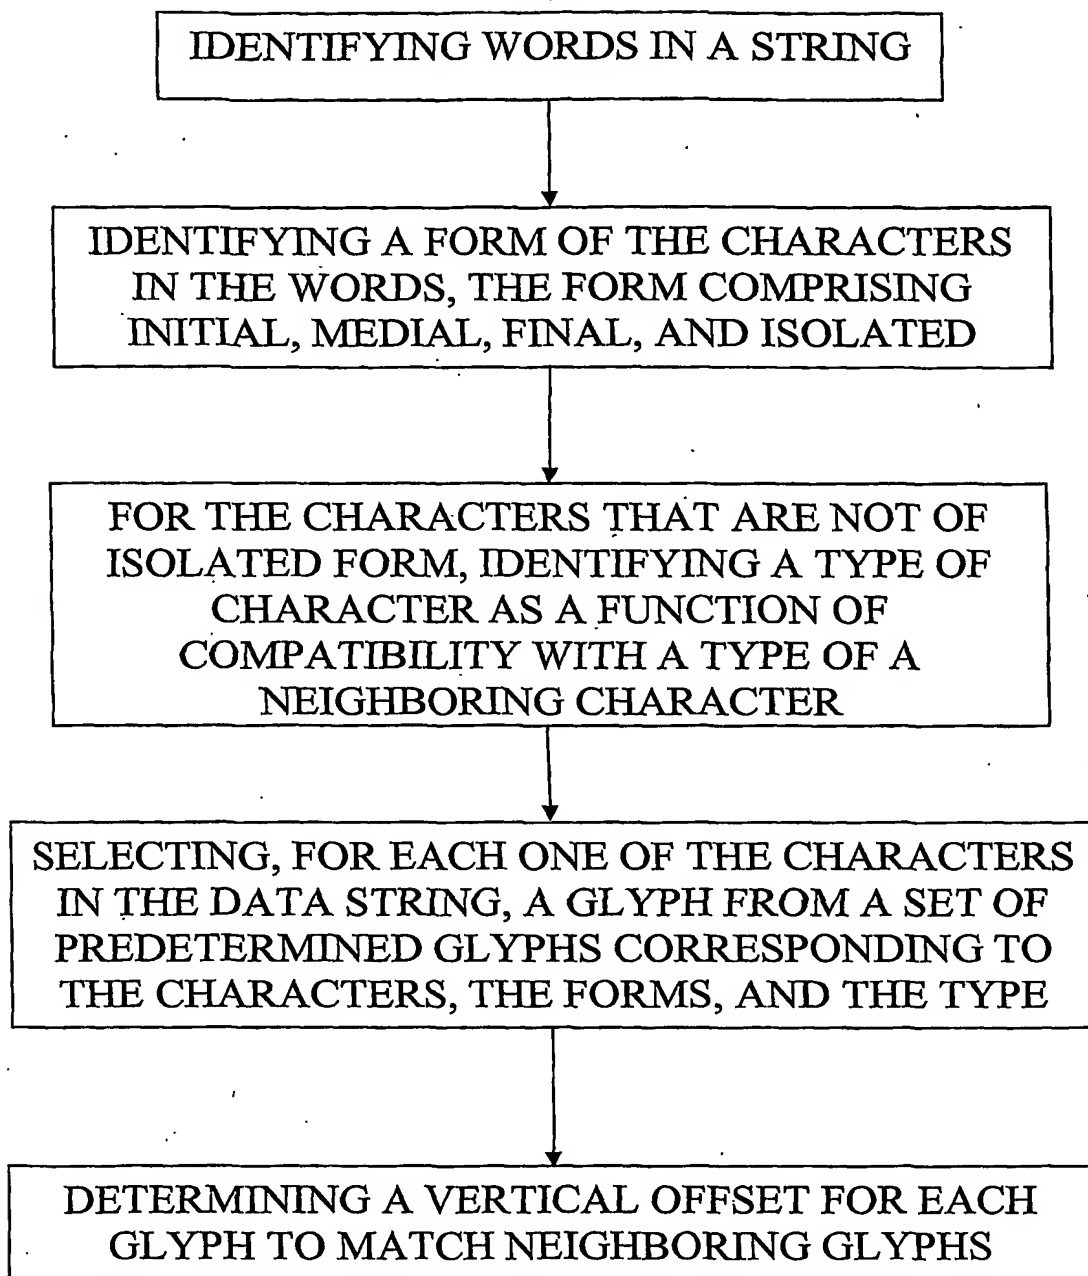 IDENTIFYING WORDS IN A STRING
IDENTIFYING A FORM OF THE CHARACTERS
IN THE WORDS, THE FORM COMPRISING
INITIAL, MEDIAL, FINAL, AND ISOLATED
FOR THE CHARACTERS THAT ARE NOT OF
ISOLATED FORM, IDENTIFYING A TYPE OF
CHARACTER AS A FUNCTION OF
COMPATIBILITY WITH A TYPE OF A
NEIGHBORING CHARACTER
SELECTING, FOR EACH ONE OF THE CHARACTERS
IN THE DATA STRING, A GLYPH FROM A SET OF
PREDETERMINED GLYPHS CORRESPONDING TO
THE CHARACTERS, THE FORMS, AND THE TYPE
DETERMINING A VERTICAL OFFSET FOR EACH
GLYPH TO MATCH NEIGHBORING GLYPHS